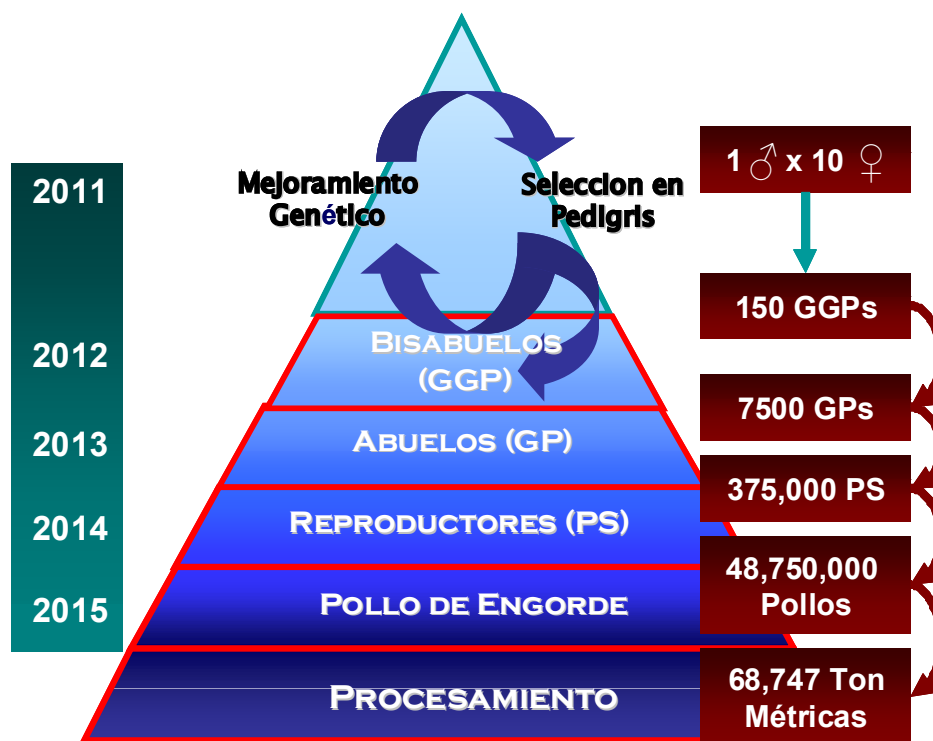 2011
2012
2013
2014
2015
Mejoramiento
Genético
Seleccion en
Pedigris
BISABUELOS
(GGP)
ABUELOS (GP)
REPRODUCTORES (PS)
POLLO DE ENGORDE
PROCESAMIENTO
1 ♂ x 10 ♀
150 GGPs
7500 GPs
375,000 PS
48,750,000
Pollos
68,747 Ton
Métricas